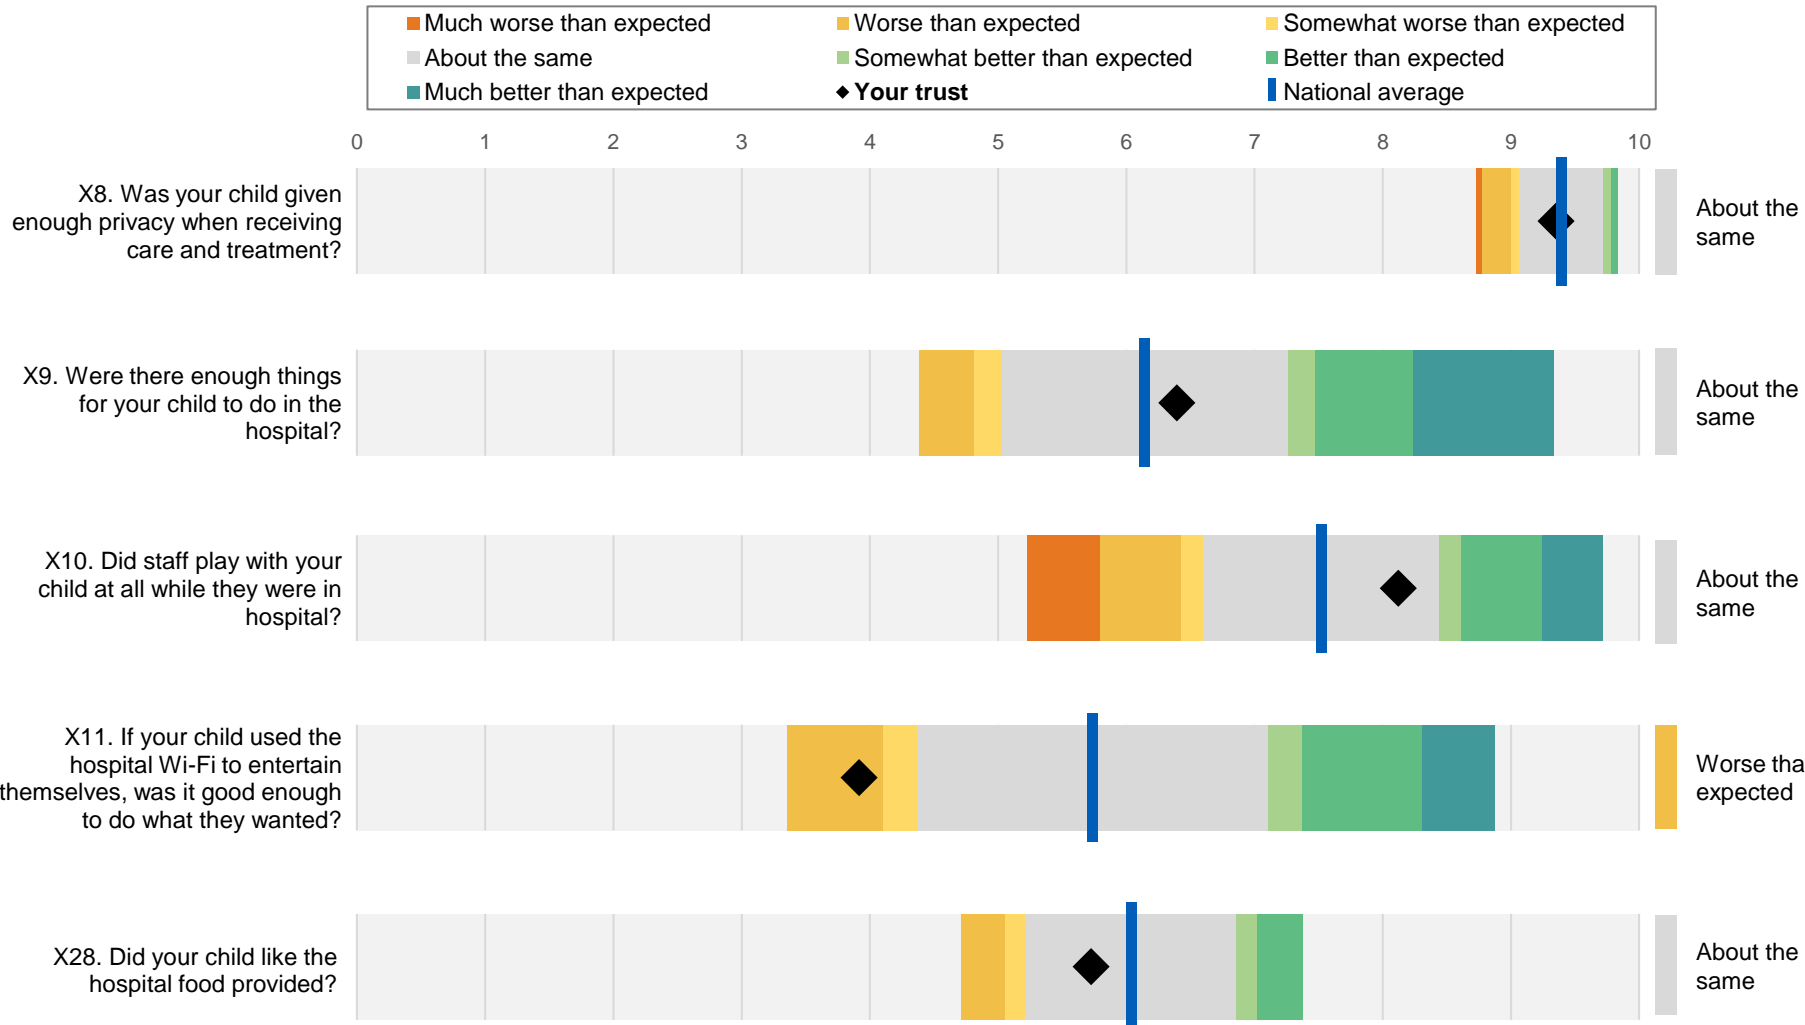 Much worse than expected
Worse than expected
Somewhat worse than expected
About the same
Somewhat better than expected
Better than expected
Much better than expected
Your trust
National average
0 1 2 3 4 5 6 7 8 9 10
X8. Was your child given
enough privacy when receiving
care and treatment?
About the
same
X9. Were there enough things
for your child to do in the
hospital?
About the
same
X10. Did staff play with your
child at all while they were in
hospital?
About the
same
X11. If your child used the
hospital Wi-Fi to entertain
themselves, was it good enough
to do what they wanted?
Worse tha
expected
X28. Did your child like the
hospital food provided?
About the
same